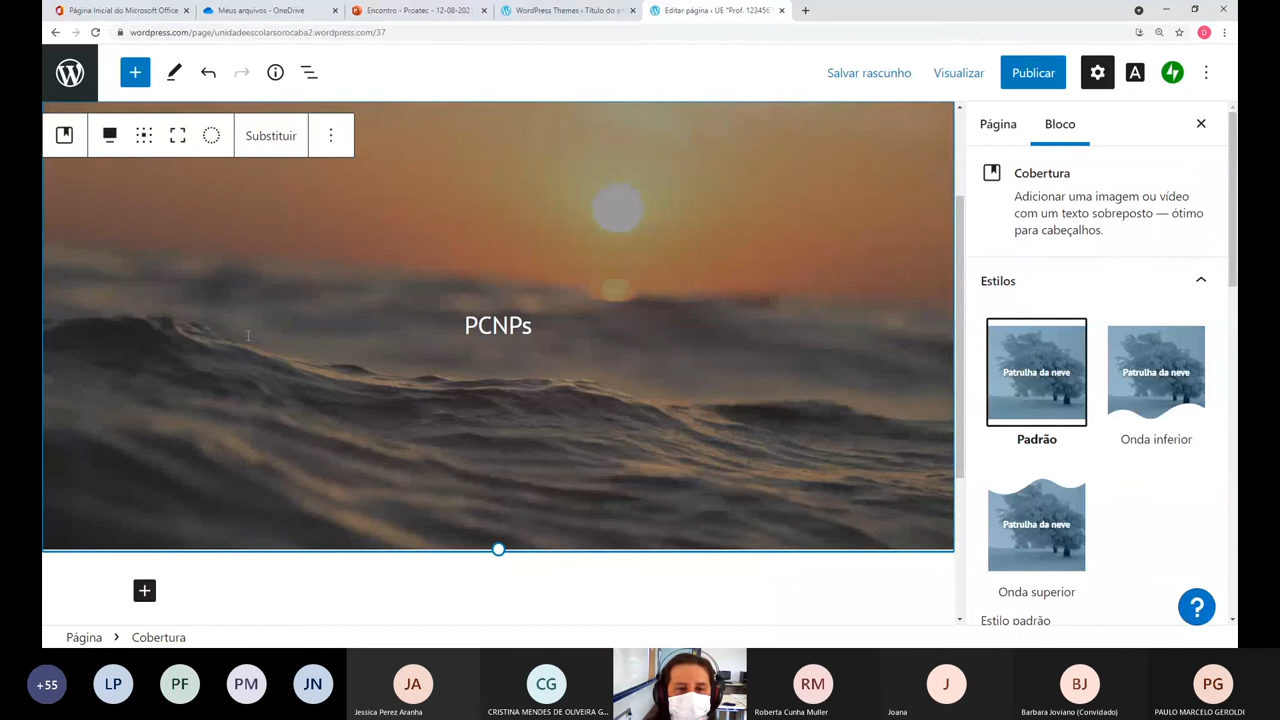 Página Inicial do Microsoft Office
Meus arquivos - OneDrive
Encontro - Proatec - 12-08-202
WordPress Themes ‹ Título do si
Editar página ‹ UE "Prof. 123456
wordpress.com/page/unidadeescolarsorocaba2.wordpress.com/37
O
Salvar rascunho
Visualizar
Publicar
A
Substituir
Página
Bloco
Cobertura
Adicionar uma imagem ou vídeo
com um texto sobreposto — ótimo
para cabeçalhos.
Estilos
PCNPs
Patrulha da neve
Patrulha da neve
Padrão
Onda inferior
Patrulha da neve
Onda superior
Estilo padrão
Página
Cobertura
+55
LP
PF
PM
JN
JA
Jessica Perez Aranha
CG
CRISTINA MENDES DE OLIVEIRA G...
RM
Roberta Cunha Muller
J
Joana
BJ
Barbara Joviano (Convidado)
PG
PAULO MARCELO GEROLDI